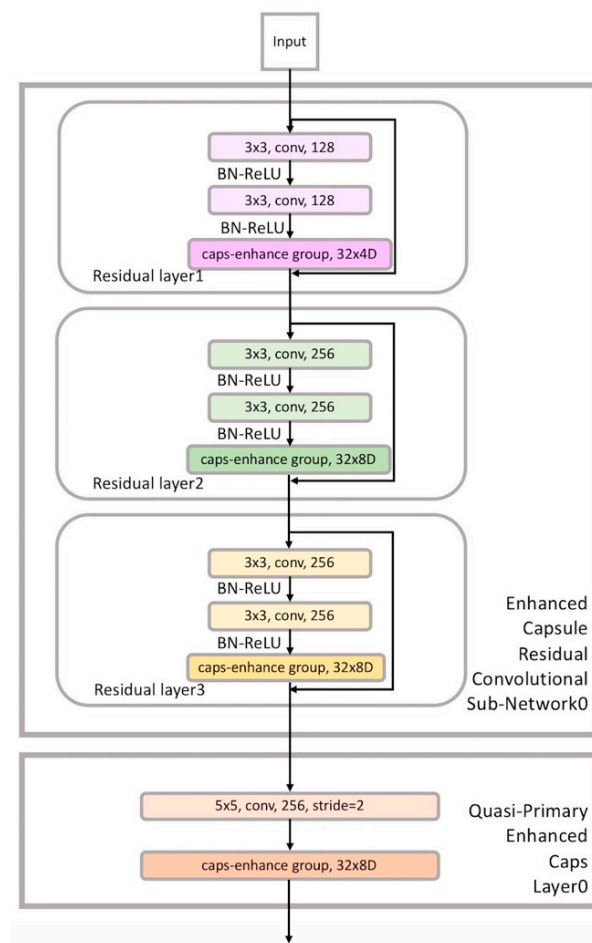 Input
3x3, conv, 128
BN-ReLU
3x3, conv, 128
BN-ReLU
caps-enhance group, 32x4D
Residual layer1
3x3, conv, 256
BN-ReLU
3x3, conv, 256
BN-ReLU
caps-enhance group, 32x8D
Residual layer2
3x3, conv, 256
BN-ReLU
3x3, conv, 256
BN-ReLU
caps-enhance group, 32x8D
Residual layer3
Enhanced
Capsule
Residual
Convolutional
Sub-Network0
5x5, conv, 256, stride=2
caps-enhance group, 32x8D
Quasi-Primary
Enhanced
Caps
Layer0